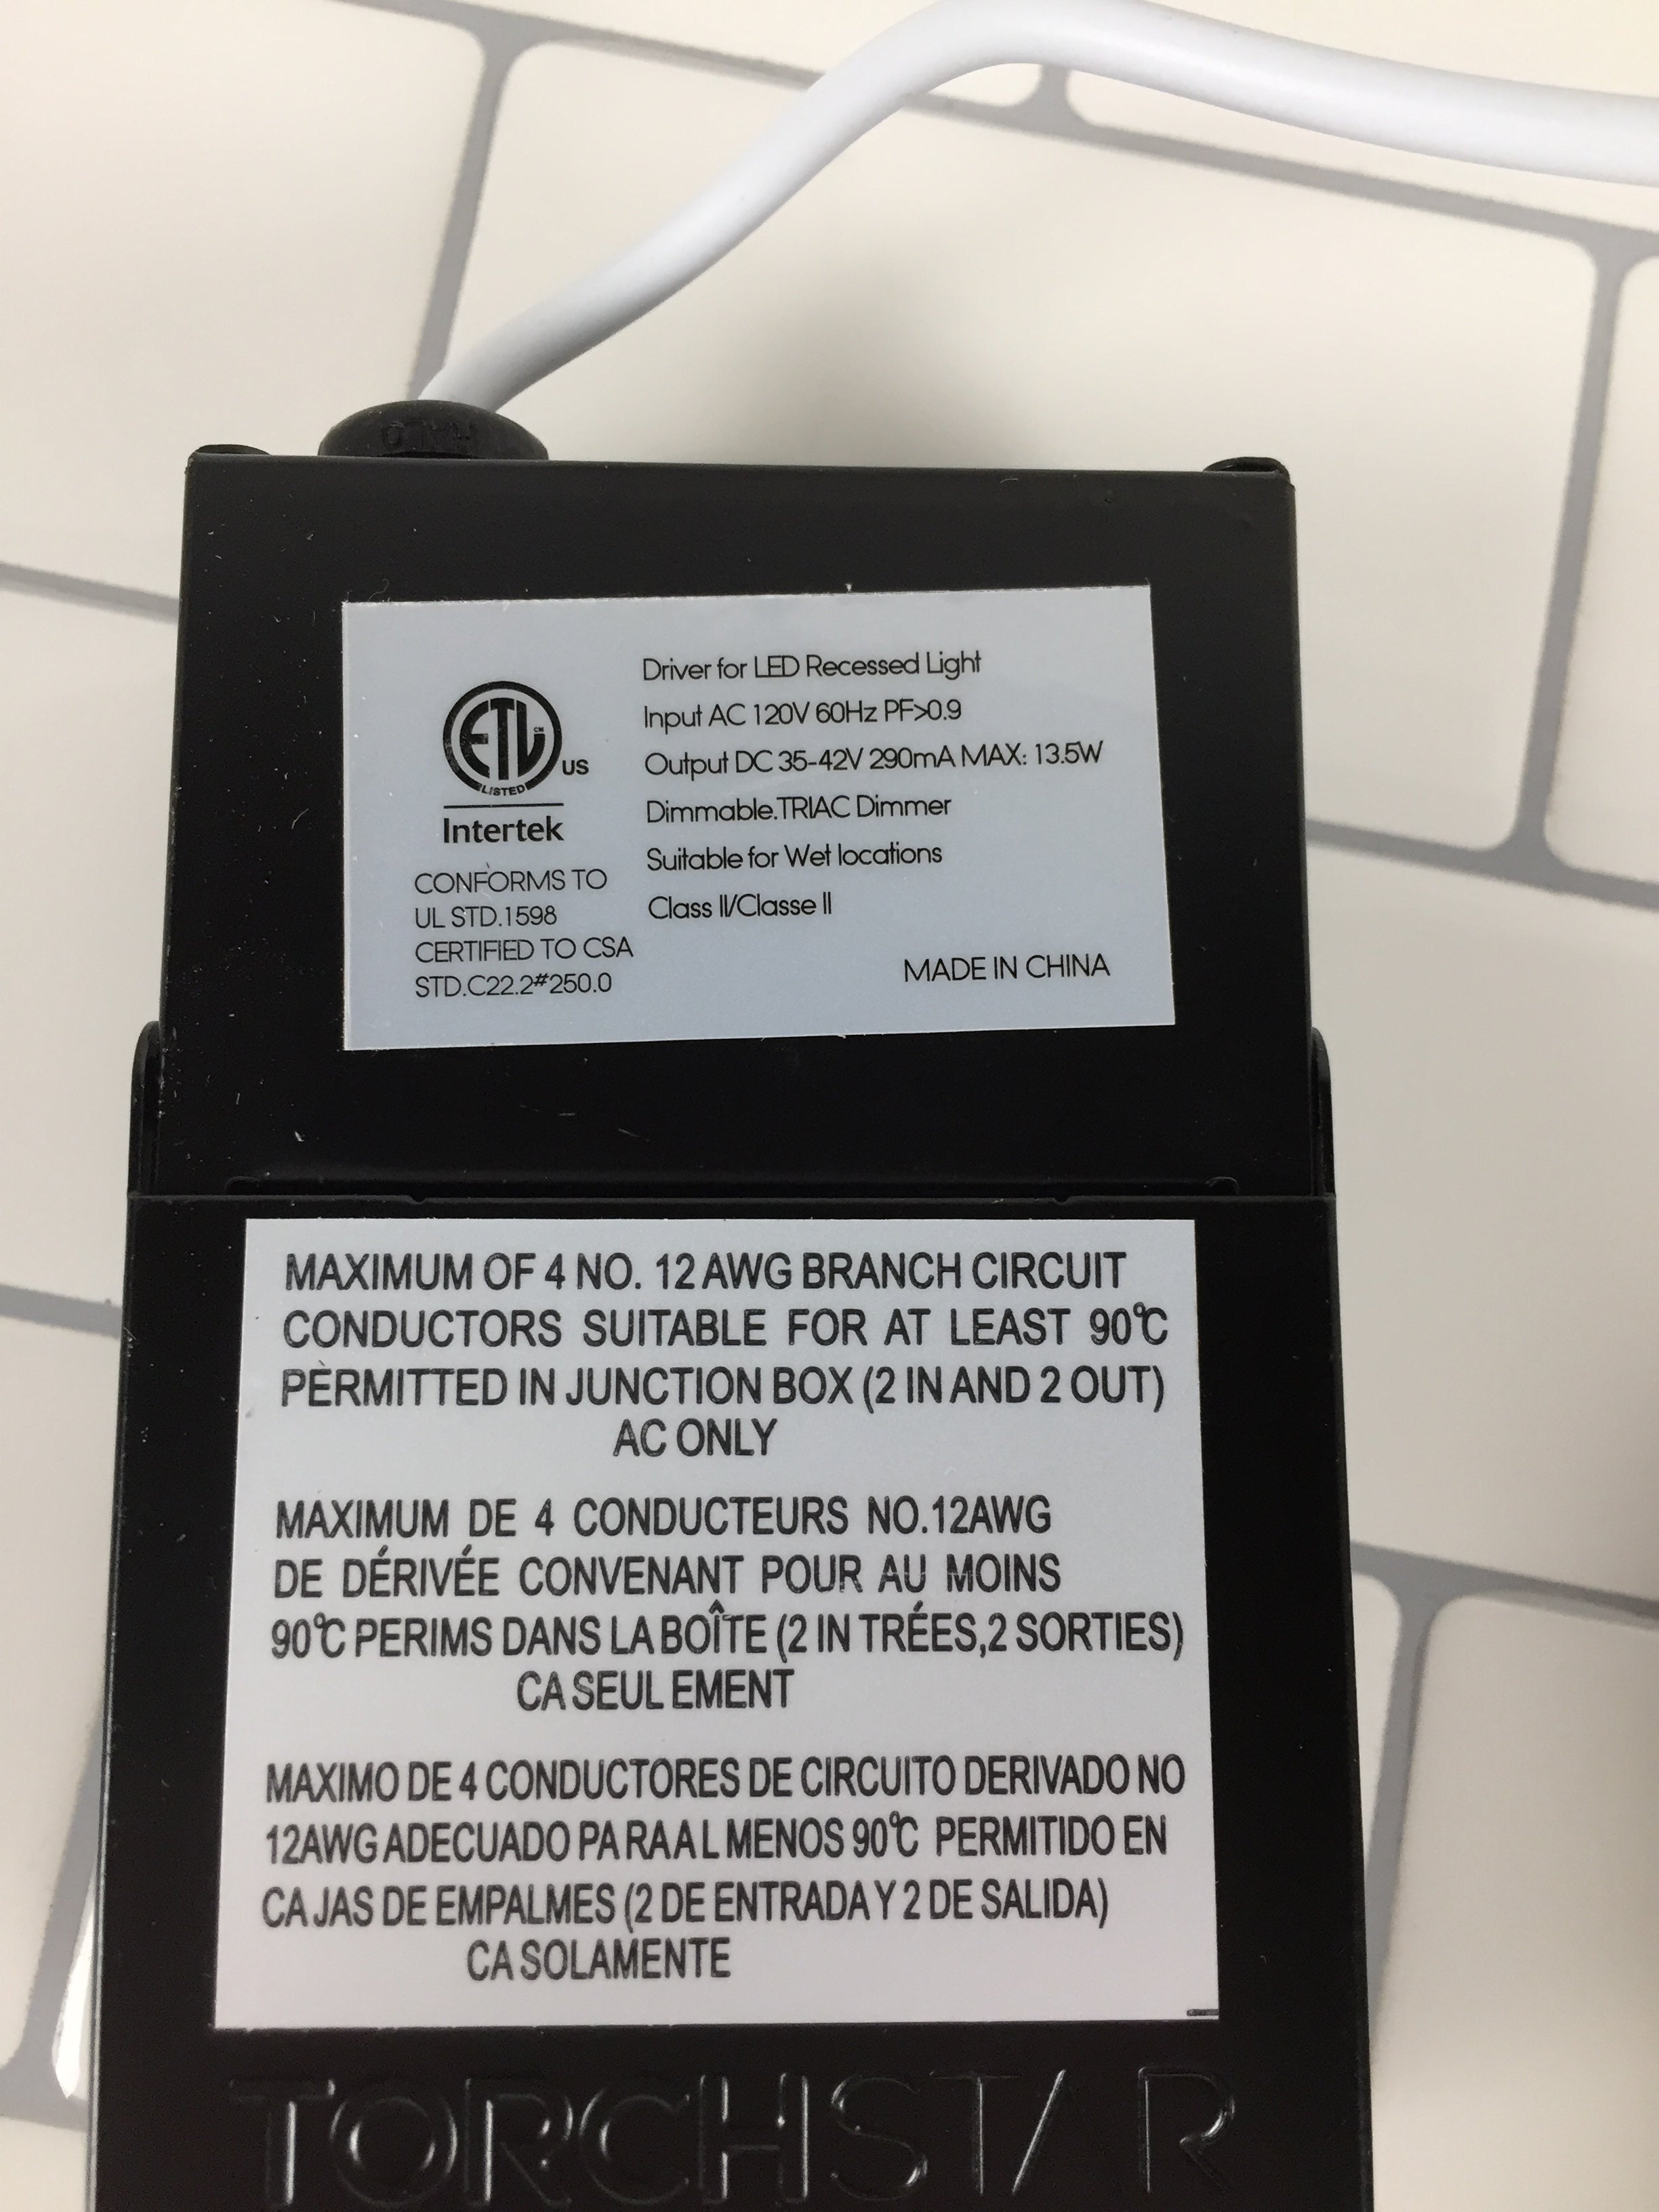 ETL CM
US
LISTED
Intertek
CONFORMS TO
UL STD.1598
CERTIFIED TO CSA
STD.C22.2#250.0
Driver for LED Recessed Light
Input AC 120V 60Hz PF>0.9
Output DC 35-42V 290mA MAX: 13.5W
Dimmable.TRIAC Dimmer
Suitable for Wet locations
Class II/Classe II
MADE IN CHINA
MAXIMUM OF 4 NO. 12 AWG BRANCH CIRCUIT
CONDUCTORS SUITABLE FOR AT LEAST 90℃
PERMITTED IN JUNCTION BOX (2 IN AND 2 OUT)
AC ONLY
MAXIMUM DE 4 CONDUCTEURS NO.12AWG
DE DÉRIVÉE CONVENANT POUR AU MOINS
90℃ PERIMS DANS LA BOÎTE (2 IN TRÉES,2 SORTIES)
CA SEUL EMENT
MAXIMO DE 4 CONDUCTORES DE CIRCUITO DERIVADO NO
12AWG ADECUADO PA RA A L MENOS 90℃ PERMITIDO EN
CA JAS DE EMPALMES (2 DE ENTRADA Y 2 DE SALIDA)
CA SOLAMENTE
TORCHSTAR